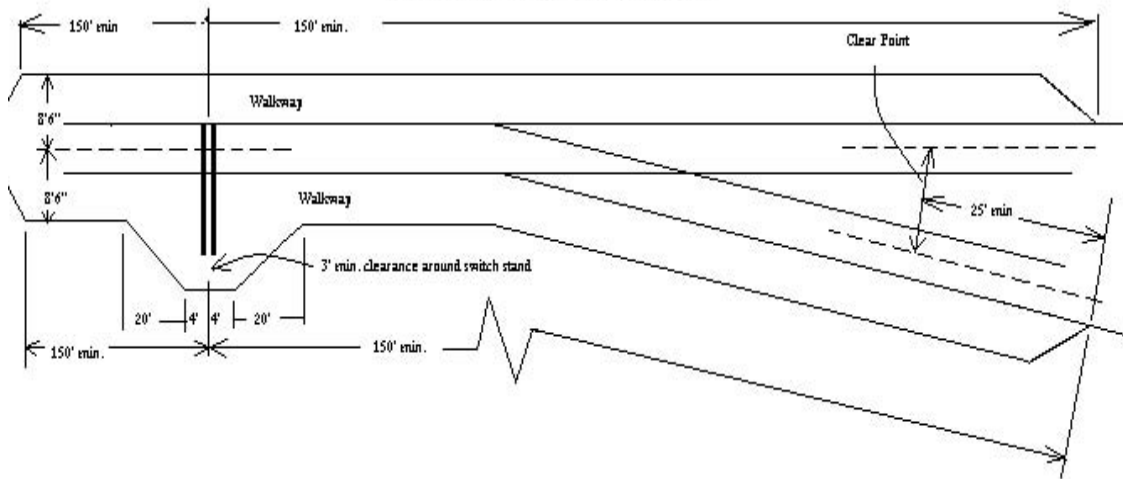 150' min
150' min.
Clear Point
Walkway
8'6"
8'6"
Walkway
25' min
3' min. clearance around switch stand
20'
4'
4'
20'
150' min.
150' min.